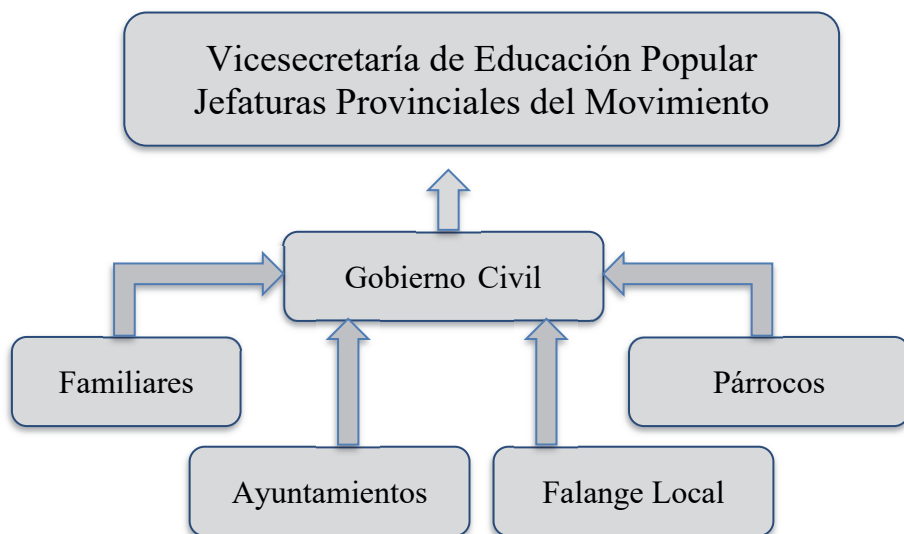 Vicesecretaría de Educación Popular
Jefaturas Provinciales del Movimiento
Gobierno Civil
Familiares
Párrocos
Ayuntamientos
Falange Local